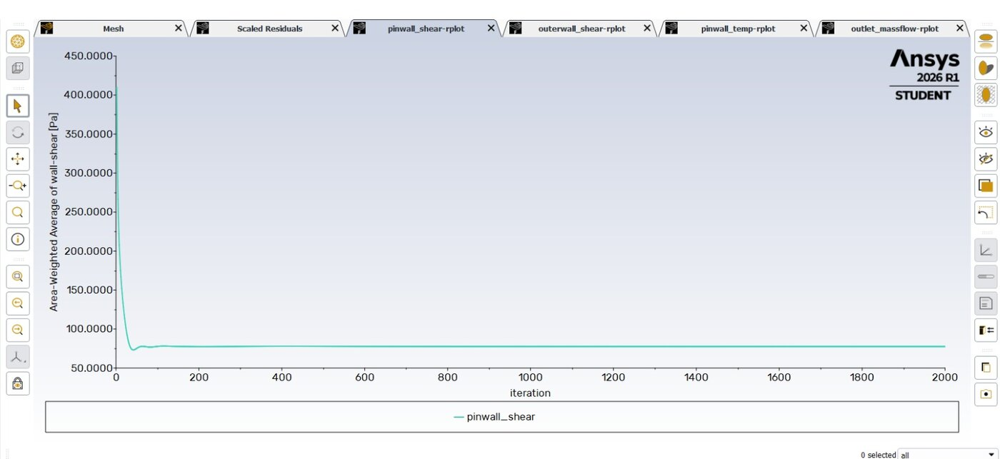 Mesh
Scaled Residuals
pinwall_shear-rplot
outerwall_shear-rplot
pinwall_temp-rplot
outlet_massflow-rplot
Ansys
2026 R1
STUDENT
Area-Weighted Average of wall-shear [Pa]
450.0000
400.0000
350.0000
300.0000
250.0000
200.0000
150.0000
100.0000
50.0000
0 200 400 600 800 1000 1200 1400 1600 1800 2000
iteration
pinwall_shear
0 selected all